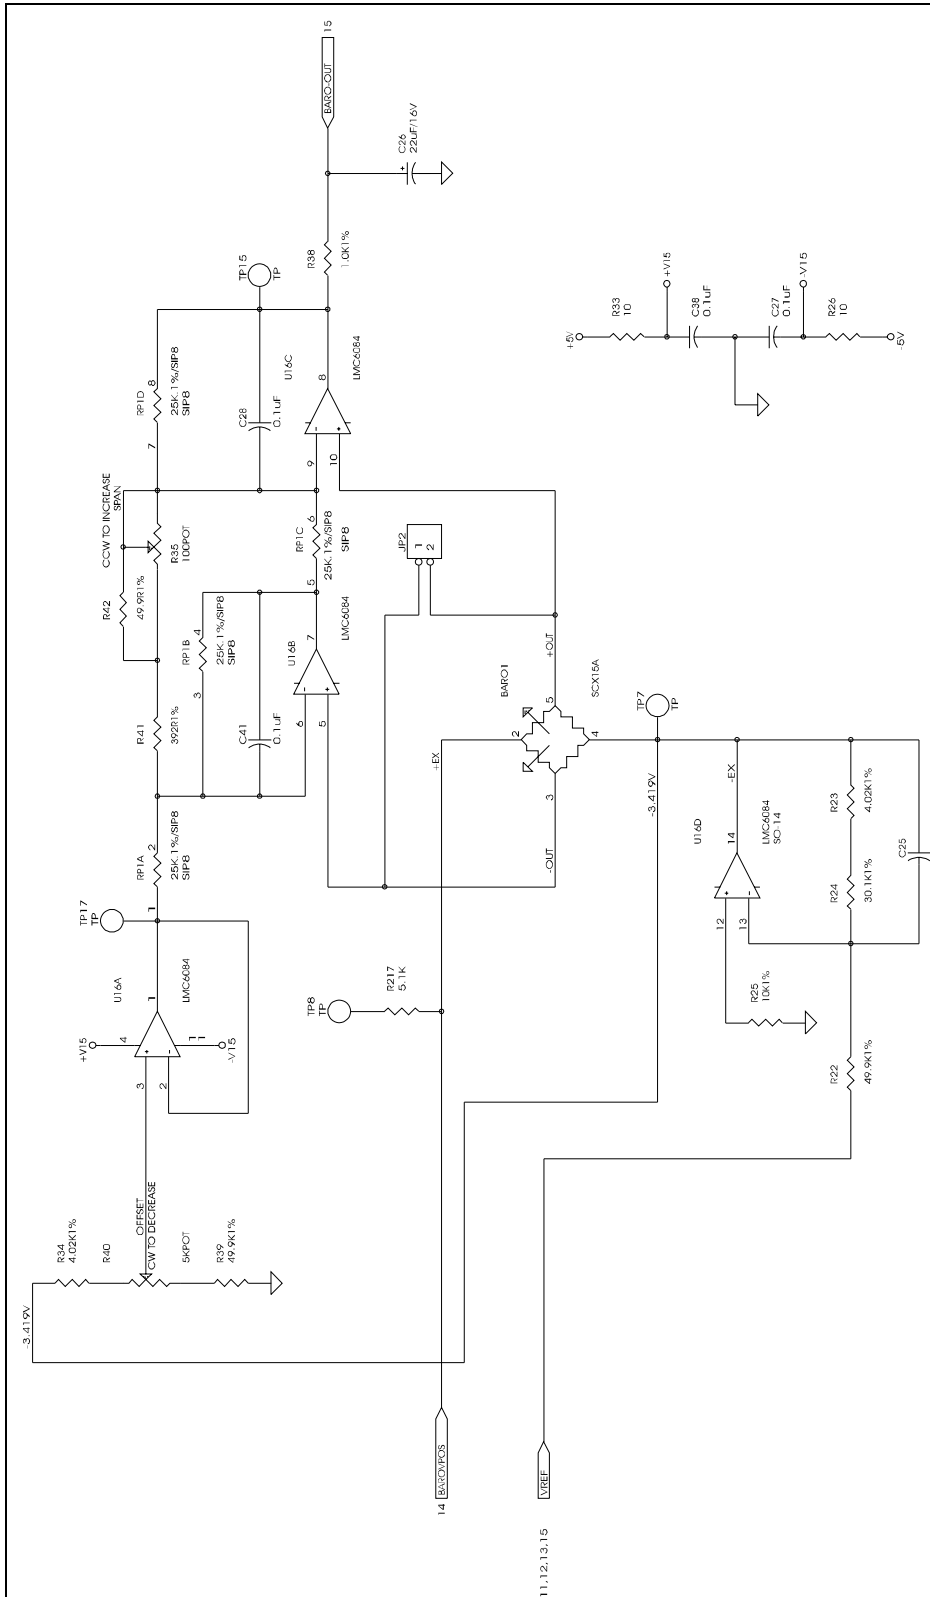 15
BARO-OUT
C26
22uF/16V
R38
1.0K1%
TP15
TP
RP1D
25K.1%/SIP8
SIP8
7
8
C28
0.1uF
U16C
LMC6084
8
9
10
CCW TO INCREASE
SPAN
R35
100POT
R42
49.9R1%
RP1C
25K.1%/SIP8
SIP8
5
6
RP1B
25K.1%/SIP8
SIP8
3
4
C41
0.1uF
U16B
LMC6084
7
6
5
R41
392R1%
RP1A
25K.1%/SIP8
SIP8
1
2
TP17
TP
U16A
LMC6084
1
+V15
4
11
-V15
3
2
OFFSET
CW TO DECREASE
R34
4.02K1%
R40
5KPOT
R39
49.9K1%
-3.419V
JP2
1
2
+5V
R33
10
+V15
C38
0.1uF
C27
0.1uF
-V15
R26
10
-5V
BARO1
SCX15A
+OUT
-OUT
+EX
2
5
4
3
TP7
TP
-3.419V
TP8
TP
R217
5.1K
U16D
LMC6084
SO-14
-EX
14
12
13
R25
10K1%
R23
4.02K1%
R24
30.1K1%
C25
R22
49.9K1%
14
BAROVPOS
VREF
11,12,13,15